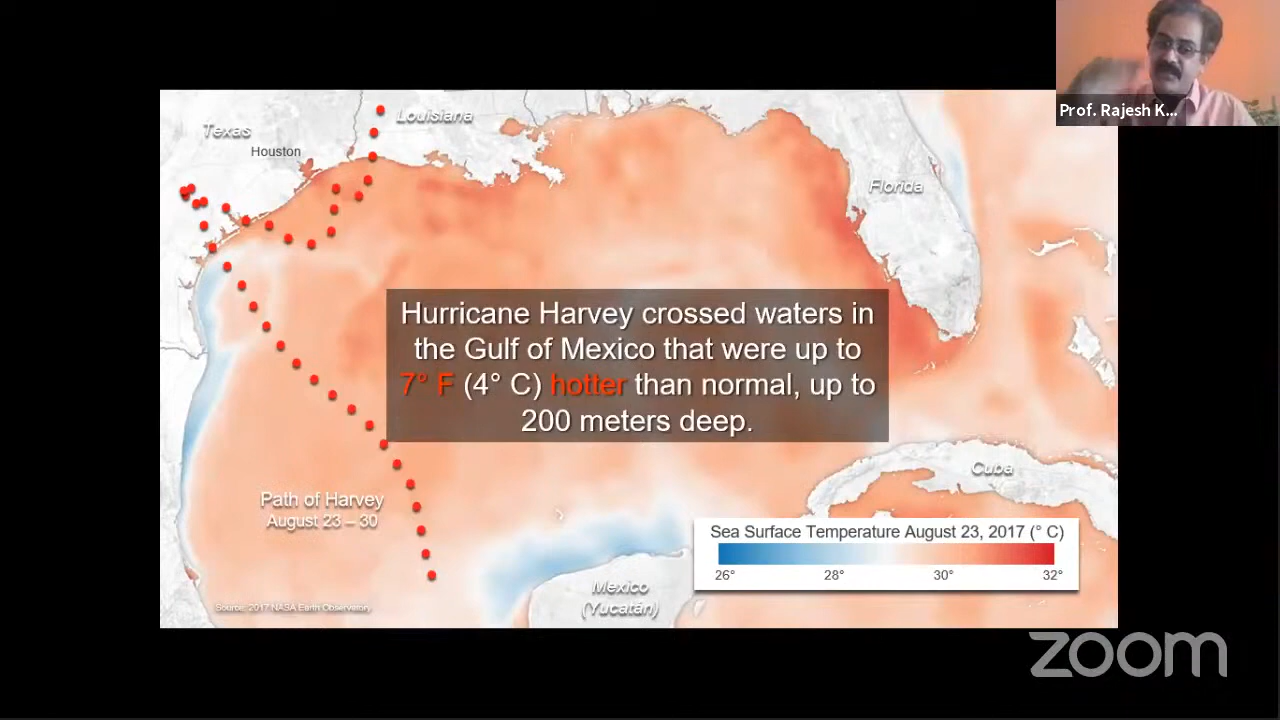 Prof. Rajesh K...
Texas
Louisiana
Houston
Florida
Hurricane Harvey crossed waters in
the Gulf of Mexico that were up to
7° F (4° C) hotter than normal, up to
200 meters deep.
Cuba
Path of Harvey
August 23 – 30
Sea Surface Temperature August 23, 2017 (° C)
26° 28° 30° 32°
Mexico
(Yucatán)
Source: 2017 NASA Earth Observatory
zoom